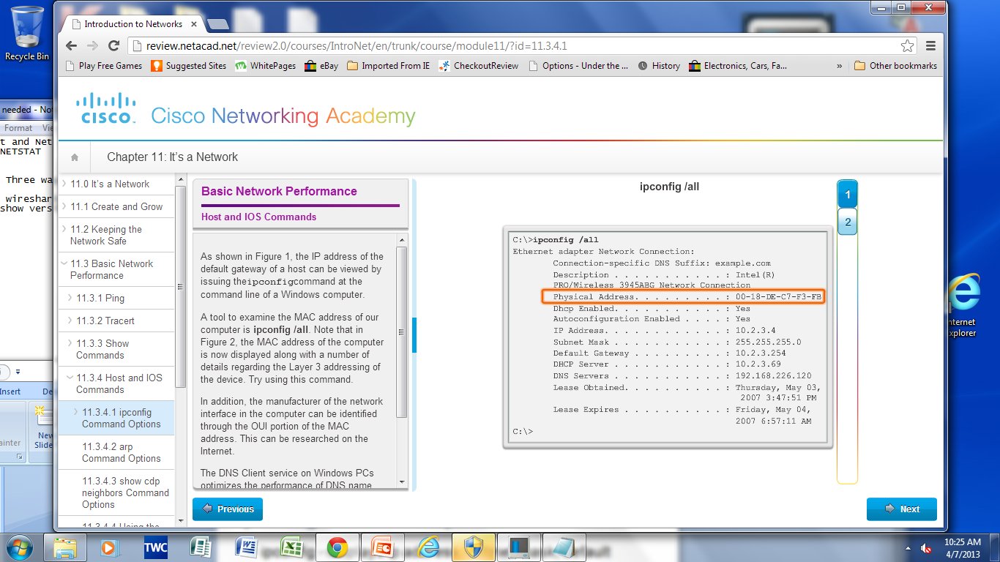 Recycle Bin
Introduction to Networks
review.netacad.net/review2.0/courses/IntroNet/en/trunk/course/module11/?id=11.3.4.1
Play Free Games
Suggested Sites
WhitePages
eBay
Imported From IE
CheckoutReview
Options - Under the ...
History
Electronics, Cars, Fa...
»
Other bookmarks
needed - No
Format
t and Net
NETSTAT
Three wa
wireshar
show vers
Insert
De
ainter
New
Slide
nternet
xplorer
CISCO
Cisco Networking Academy
Chapter 11: It's a Network
11.0 It's a Network
11.1 Create and Grow
11.2 Keeping the
Network Safe
11.3 Basic Network
Performance
11.3.1 Ping
11.3.2 Tracert
11.3.3 Show
Commands
11.3.4 Host and IOS
Commands
11.3.4.1 ipconfig
Command Options
11.3.4.2 arp
Command Options
11.3.4.3 show cdp
neighbors Command
Options
11.3.4.4 Using the
Basic Network Performance
Host and IOS Commands
As shown in Figure 1, the IP address of the
default gateway of a host can be viewed by
issuing theipconfigcommand at the
command line of a Windows computer.
A tool to examine the MAC address of our
computer is ipconfig /all. Note that in
Figure 2, the MAC address of the computer
is now displayed along with a number of
details regarding the Layer 3 addressing of
the device. Try using this command.
In addition, the manufacturer of the network
interface in the computer can be identified
through the OUI portion of the MAC
address. This can be researched on the
Internet.
The DNS Client service on Windows PCs
optimizes the performance of DNS name
Previous
ipconfig /all
C:\>ipconfig /all
Ethernet adapter Network Connection:
Connection-specific DNS Suffix: example.com
Description . . . . . . . . . . . : Intel(R)
PRO/Wireless 3945ABG Network Connection
Physical Address. . . . . . . . . : 00-18-DE-C7-F3-FB
Dhcp Enabled. . . . . . . . . . . : Yes
Autoconfiguration Enabled . . . . : Yes
IP Address. . . . . . . . . . . . : 10.2.3.4
Subnet Mask . . . . . . . . . . . : 255.255.255.0
Default Gateway . . . . . . . . . : 10.2.3.254
DHCP Server . . . . . . . . . . . : 10.2.3.69
DNS Servers . . . . . . . . . . . : 192.168.226.120
Lease Obtained. . . . . . . . . . : Thursday, May 03,
2007 3:47:51 PM
Lease Expires . . . . . . . . . . : Friday, May 04,
2007 6:57:11 AM
C:\>
1
2
Next
TWC
10:25 AM
4/7/2013